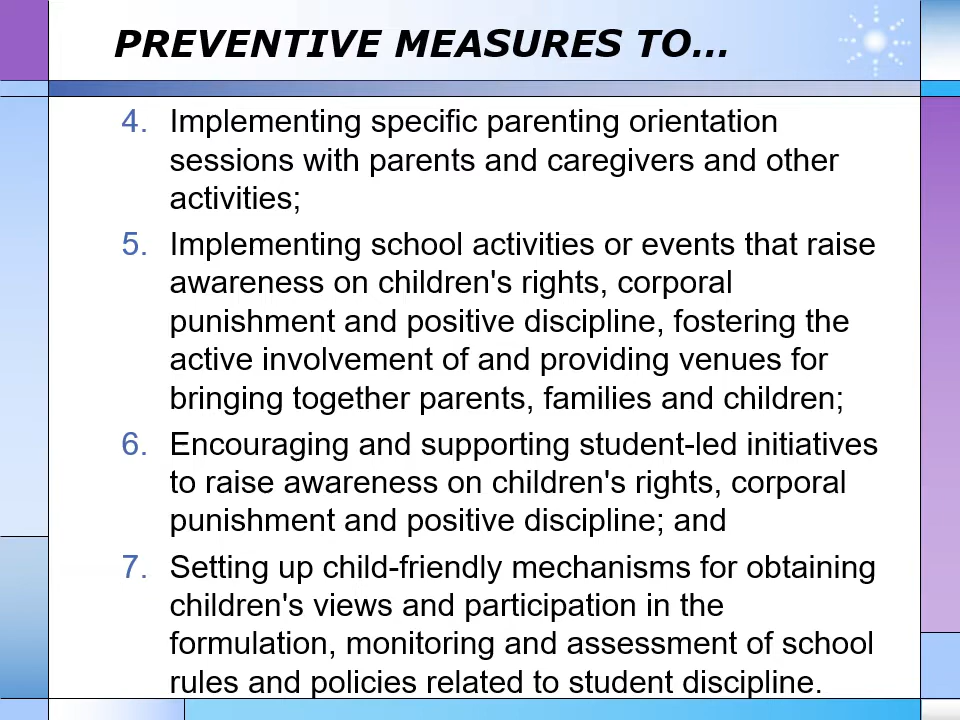 PREVENTIVE MEASURES TO…
4. Implementing specific parenting orientation
sessions with parents and caregivers and other
activities;
5. Implementing school activities or events that raise
awareness on children's rights, corporal
punishment and positive discipline, fostering the
active involvement of and providing venues for
bringing together parents, families and children;
6. Encouraging and supporting student-led initiatives
to raise awareness on children's rights, corporal
punishment and positive discipline; and
7. Setting up child-friendly mechanisms for obtaining
children's views and participation in the
formulation, monitoring and assessment of school
rules and policies related to student discipline.